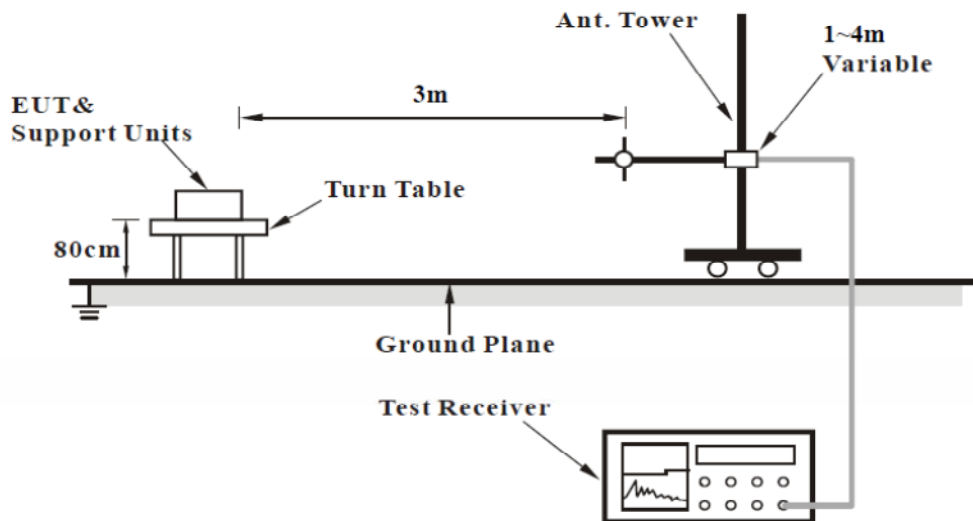 Ant. Tower
1~4m
Variable
3m
EUT&
Support Units
Turn Table
80cm
Ground Plane
Test Receiver